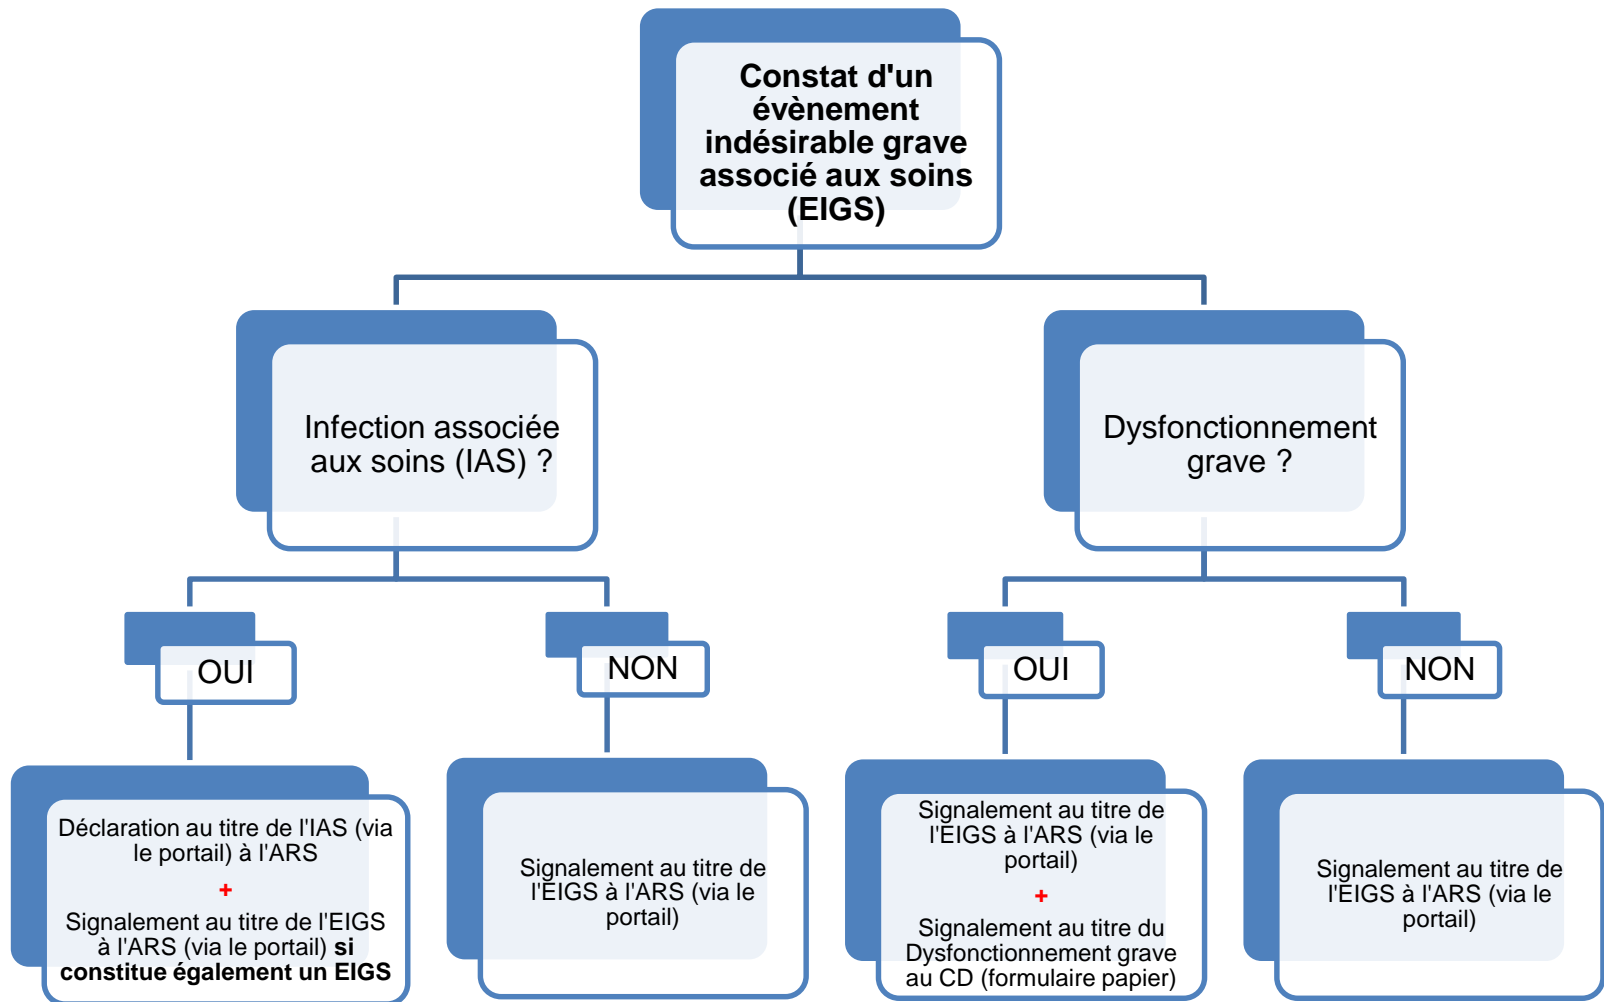 Constat d'un
évènement
indésirable grave
associé aux soins
(EIGS)
Infection associée
aux soins (IAS) ?
Dysfonctionnement
grave ?
OUI
NON
OUI
NON
Déclaration au titre de l'IAS (via
le portail) à l'ARS
+
Signalement au titre de l'EIGS
à l'ARS (via le portail) si
constitue également un EIGS
Signalement au titre de
l'EIGS à l'ARS (via le
portail)
Signalement au titre de
l'EIGS à l'ARS (via le
portail)
+
Signalement au titre du
Dysfonctionnement grave
au CD (formulaire papier)
Signalement au titre de
l'EIGS à l'ARS (via le
portail)